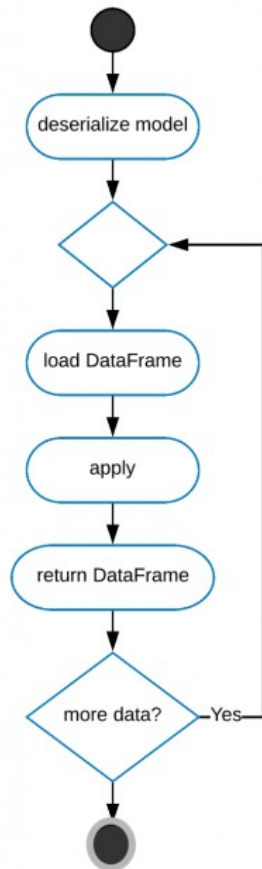 deserialize model
load DataFrame
apply
return DataFrame
more data?
Yes